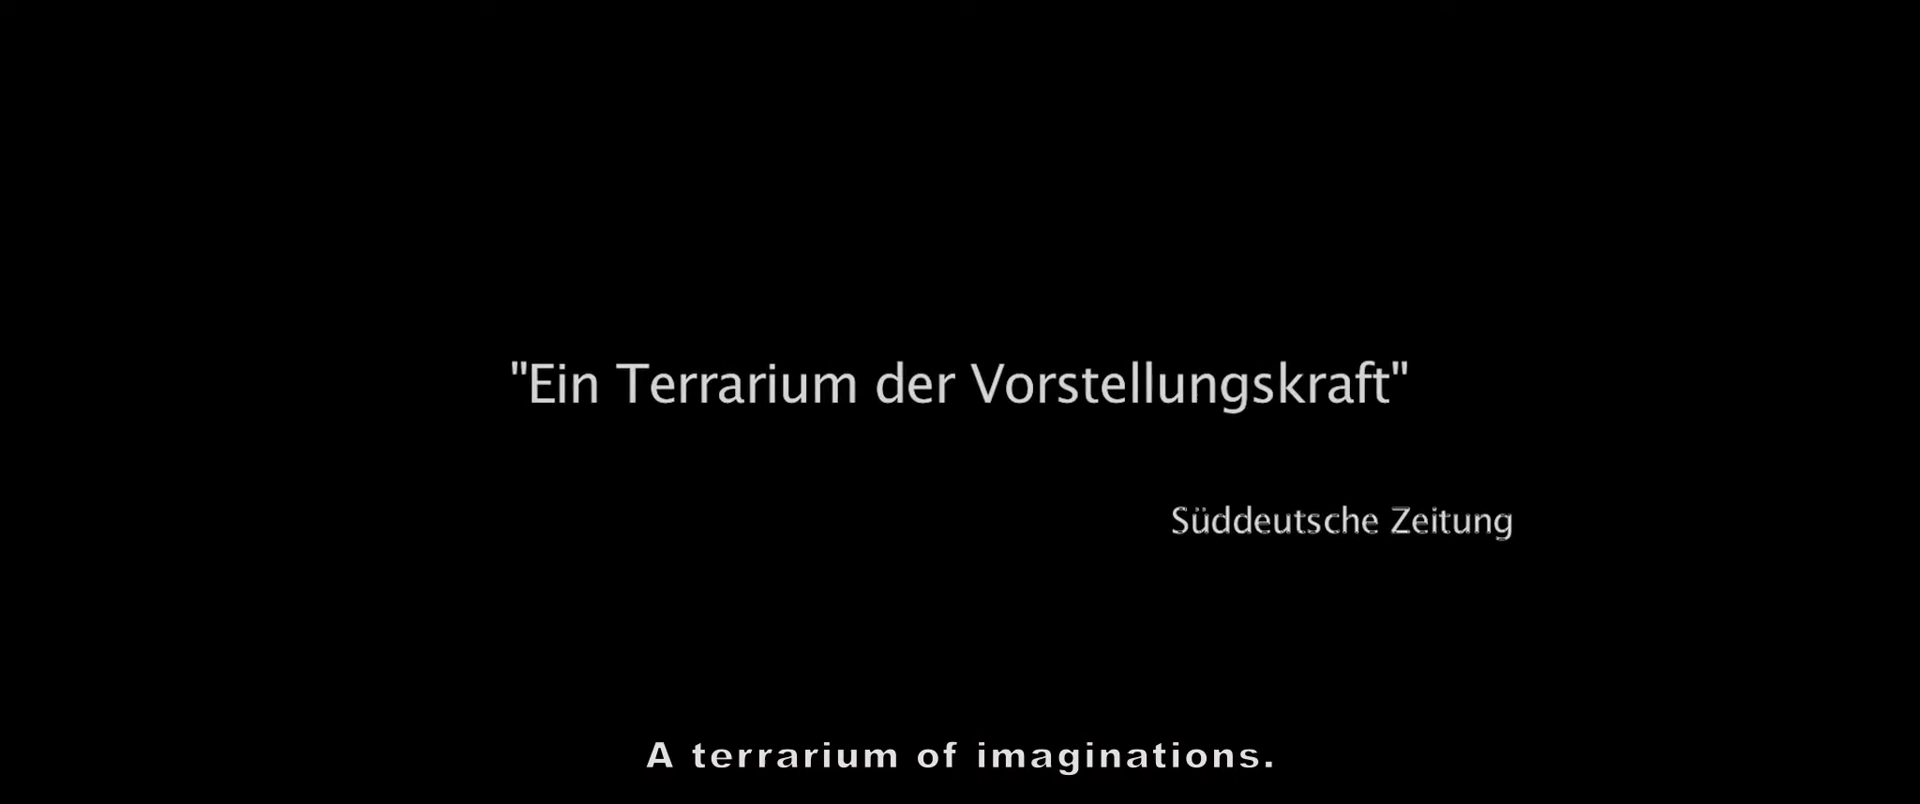 "Ein Terrarium der Vorstellungskraft"
Süddeutsche Zeitung
A terrarium of imaginations.